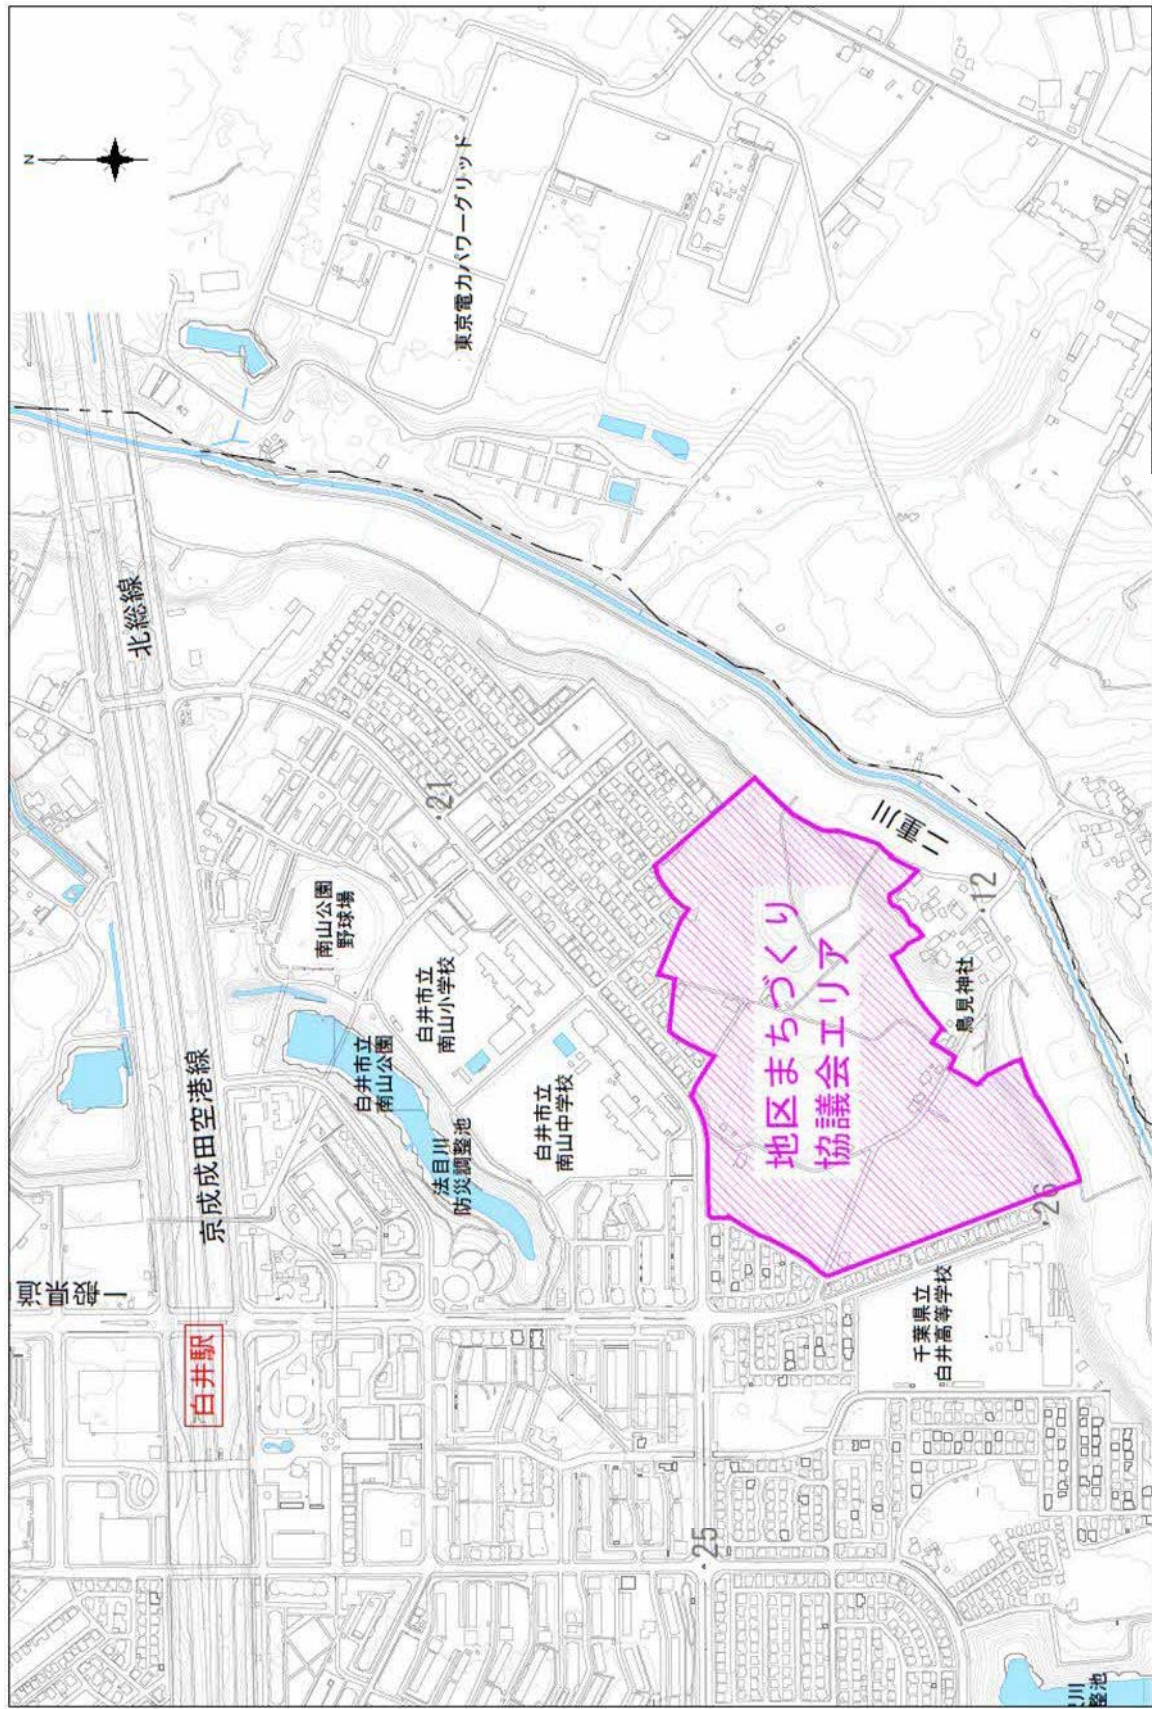 N
一般県道
白井駅
京成成田空港線
北総線
南山公園
野球場
白井市立
南山公園
白井市立
南山小学校
法目川
防災調整池
白井市立
南山中学校
東京電力パワーグリッド
21
25
地区まちづくり
協議会エリア
二重川
千葉県立
白井高等学校
鳥見神社
12
26
川
整池